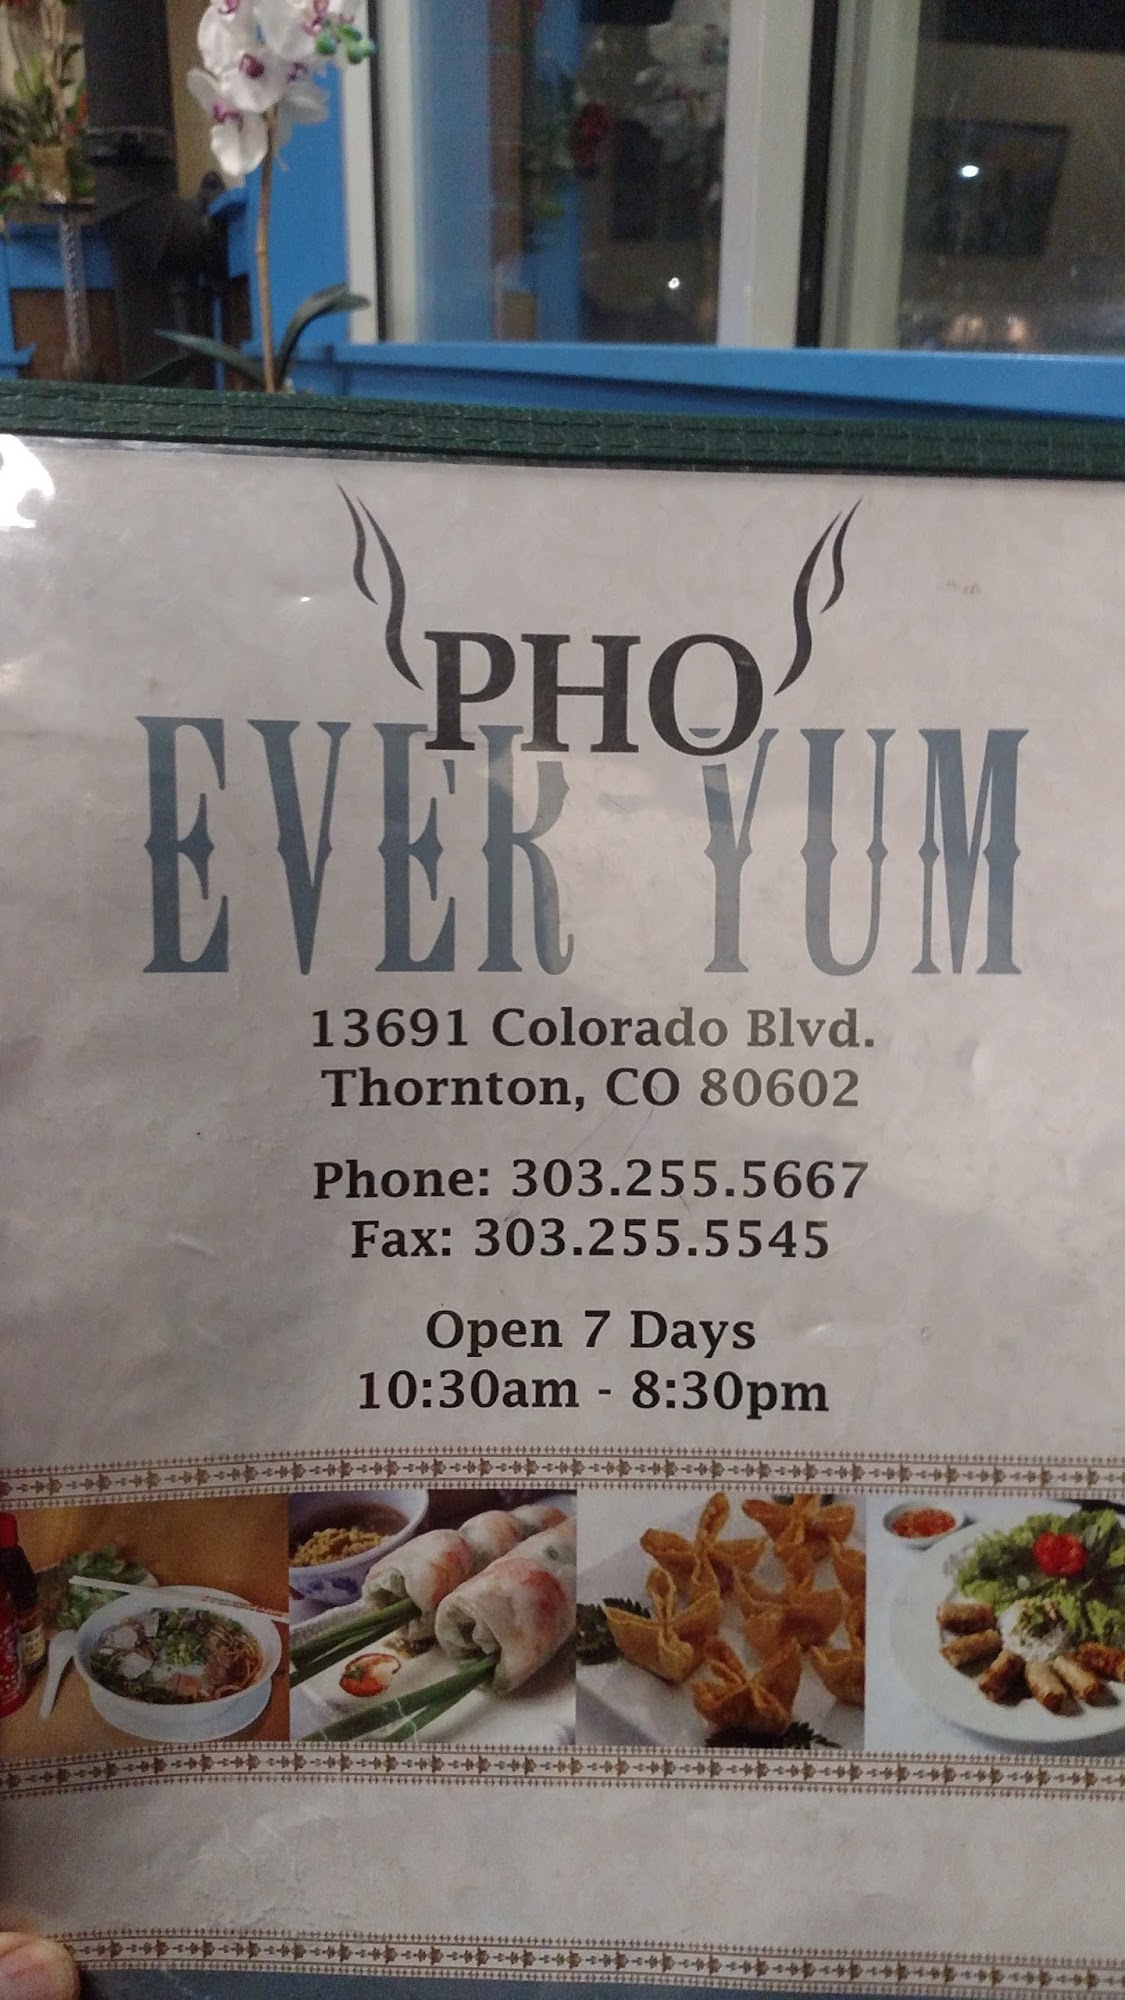 PHO
EVER YUM
13691 Colorado Blvd.
Thornton, CO 80602
Phone: 303.255.5667
Fax: 303.255.5545
Open 7 Days
10:30am - 8:30pm